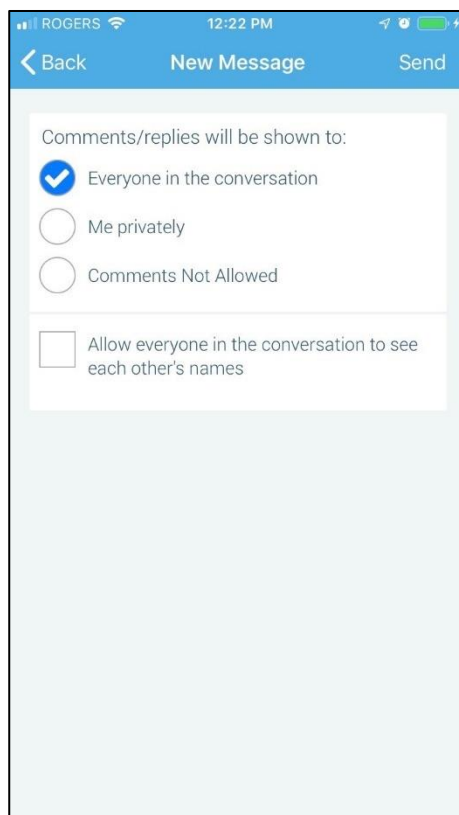 ROGERS 12:22 PM
Back New Message Send
Comments/replies will be shown to:
Everyone in the conversation
Me privately
Comments Not Allowed
Allow everyone in the conversation to see
each other's names